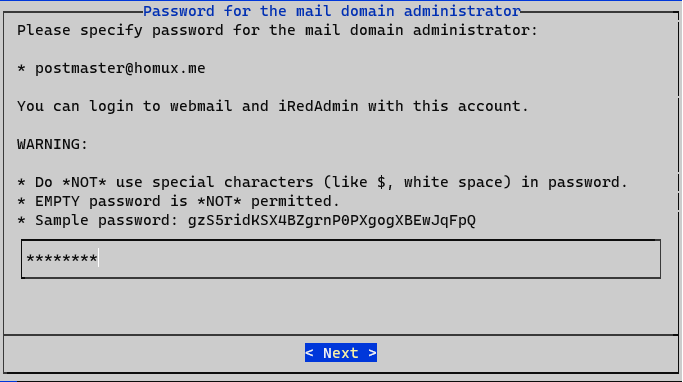 Password for the mail domain administrator
Please specify password for the mail domain administrator:
* postmaster@homux.me
You can login to webmail and iRedAdmin with this account.
WARNING:
* Do *NOT* use special characters (like $, white space) in password.
* EMPTY password is *NOT* permitted.
* Sample password: gzS5ridKSX4BZgrnP0PXgogXBEwJqFpQ
********
< Next >